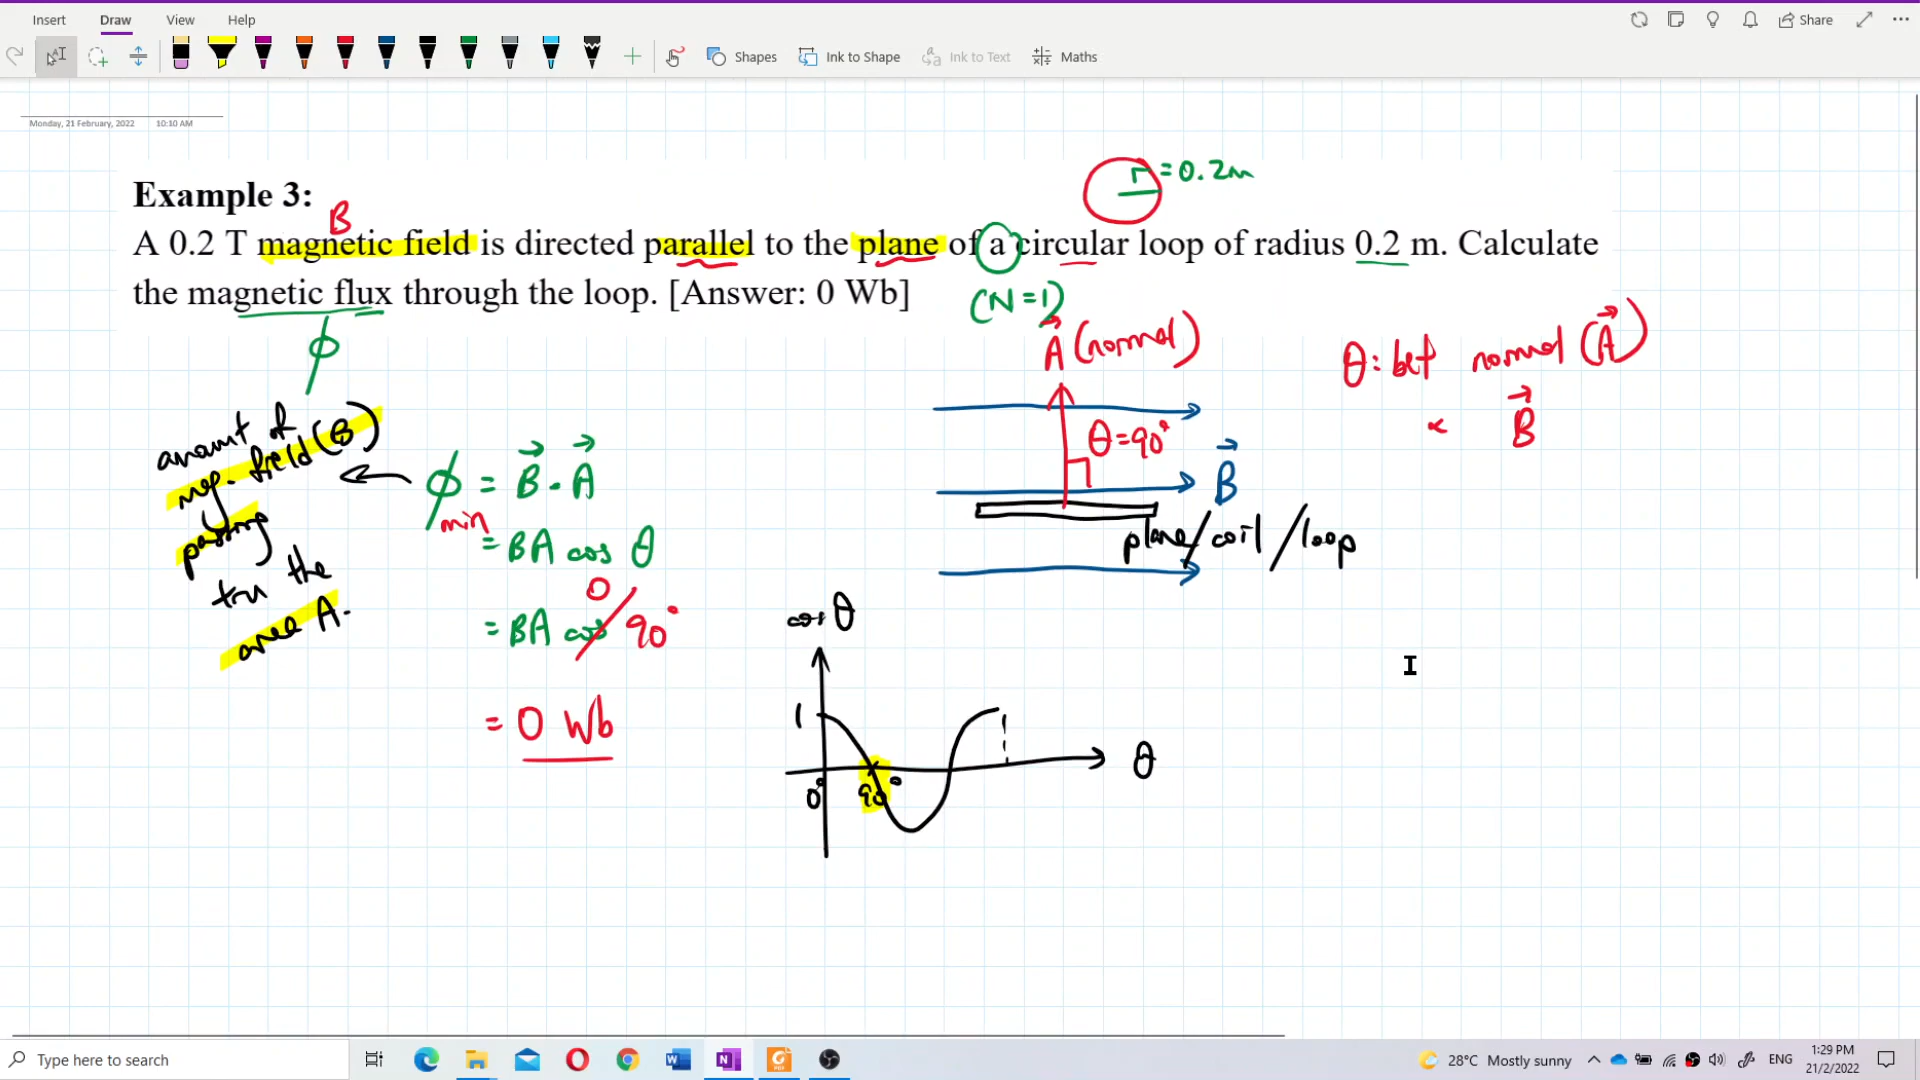 Insert Draw View Help
Share
Shapes Ink to Shape Ink to Text Maths
Monday, 21 February, 2022 10:10 AM
r = 0.2m
Example 3:
B
A 0.2 T magnetic field is directed parallel to the plane of a circular loop of radius 0.2 m. Calculate
the magnetic flux through the loop. [Answer: 0 Wb]
(N=1)
ϕ
A (normal)
θ: bet normal (A)
∝ B
amount of
mag. field (B)
passing
tru the
area A.
ϕ = B . A
min
= BA cos θ
0
= BA cos 90°
= 0 Wb
θ=90°
B
plane/coil/loop
cos θ
1
0° 90°
θ
Type here to search
28°C Mostly sunny
ENG
1:29 PM
21/2/2022